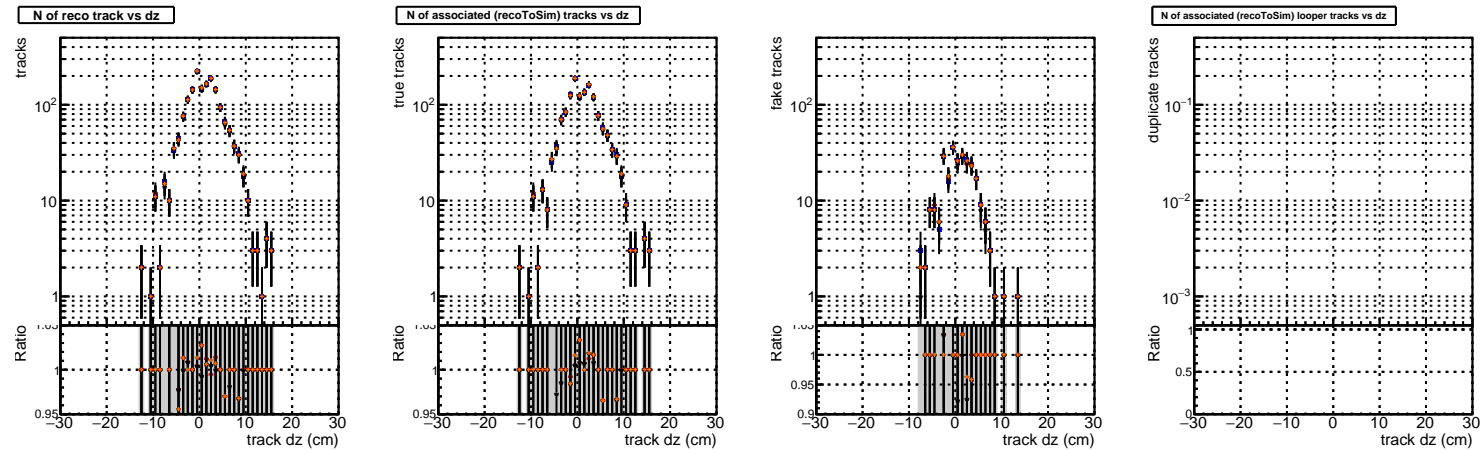 N of reco track vs dz
tracks
10²
10
1
Ratio
1.05
1
0.95
−30 −20 −10 0 10 20 30
track dz (cm)
N of associated (recoToSim) tracks vs dz
true tracks
10²
10
1
Ratio
1.05
1
0.95
−30 −20 −10 0 10 20 30
track dz (cm)
fake tracks
10²
10
1
Ratio
1
0.95
0.9
−30 −20 −10 0 10 20 30
track dz (cm)
N of associated (recoToSim) looper tracks vs dz
duplicate tracks
10⁻¹
10⁻²
10⁻³
Ratio
1
0.5
0
−30 −20 −10 0 10 20 30
track dz (cm)